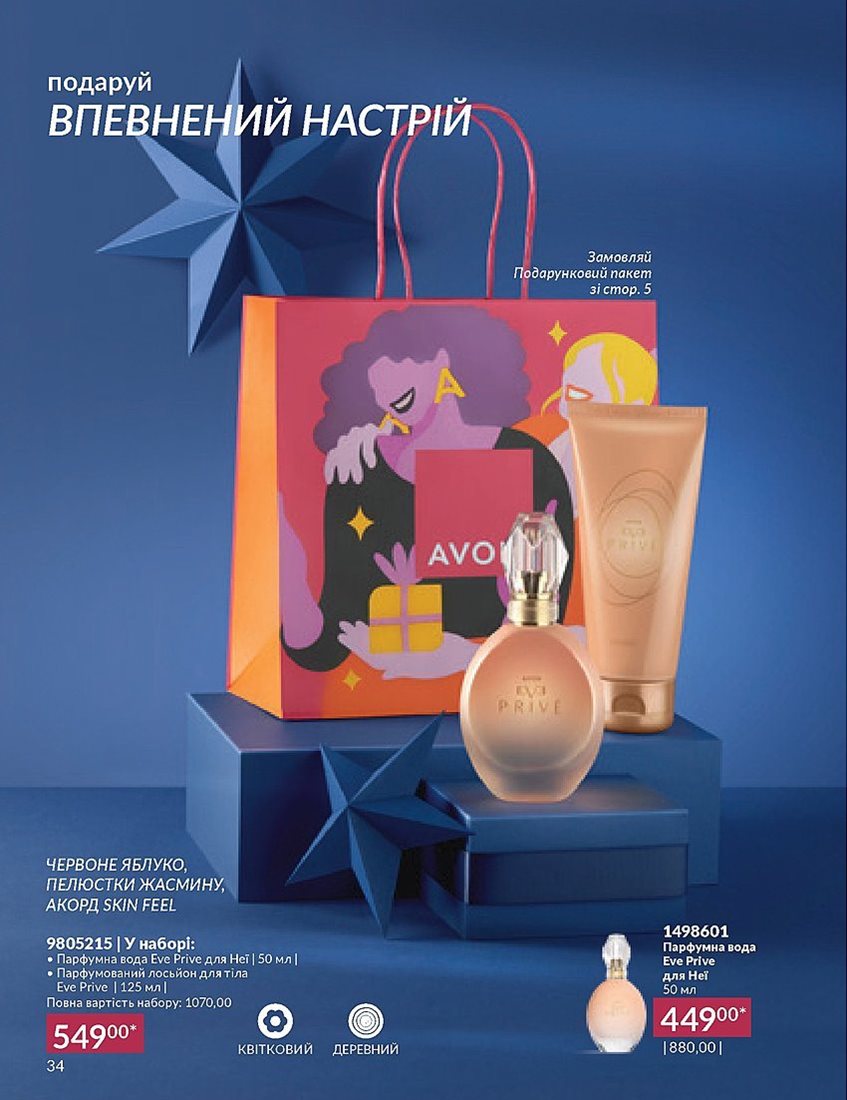 подаруй
ВПЕВНЕНИЙ НАСТРІЙ
Замовляй
Подарунковий пакет
зі стор. 5
EVE
PRIVÉ
EVE
PRIVÉ
ЧЕРВОНЕ ЯБЛУКО,
ПЕЛЮСТКИ ЖАСМИНУ,
АКОРД SKIN FEEL
9805215 | У наборі:
• Парфумна вода Eve Prive для Неї | 50 мл |
• Парфумований лосьйон для тіла
Eve Prive | 125 мл |
Повна вартість набору: 1070,00
54900*
34
КВІТКОВИЙ
ДЕРЕВНИЙ
1498601
Парфумна вода
Eve Prive
для Неї
50 мл
44900*
| 880,00 |